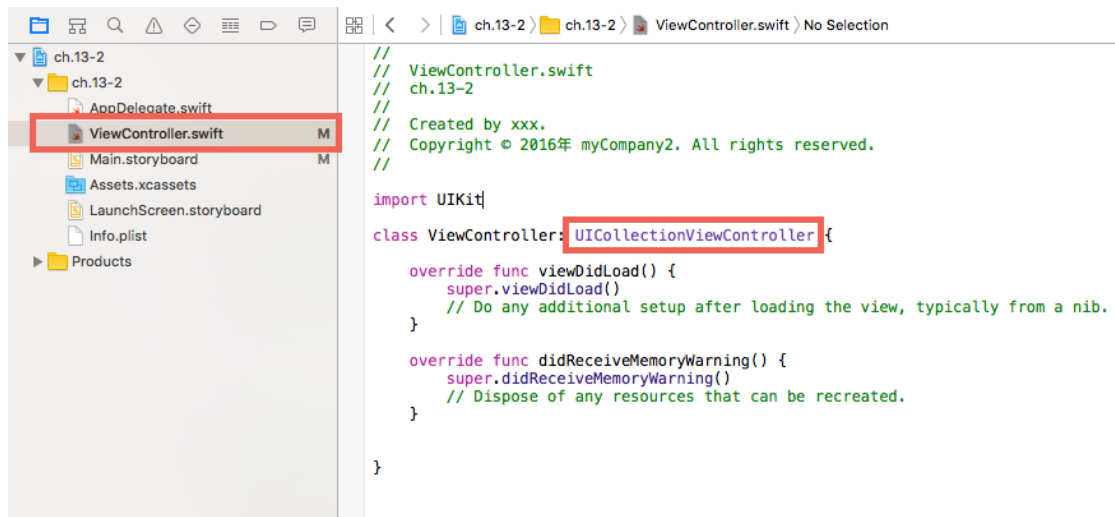 ch.13-2 〉 ch.13-2 〉 ViewController.swift 〉 No Selection
ch.13-2
ch.13-2
AppDelegate.swift
ViewController.swift M
Main.storyboard M
Assets.xcassets
LaunchScreen.storyboard
Info.plist
Products
//
// ViewController.swift
// ch.13-2
//
// Created by xxx.
// Copyright © 2016年 myCompany2. All rights reserved.
//
import UIKit
class ViewController: UICollectionViewController {
override func viewDidLoad() {
super.viewDidLoad()
// Do any additional setup after loading the view, typically from a nib.
}
override func didReceiveMemoryWarning() {
super.didReceiveMemoryWarning()
// Dispose of any resources that can be recreated.
}
}